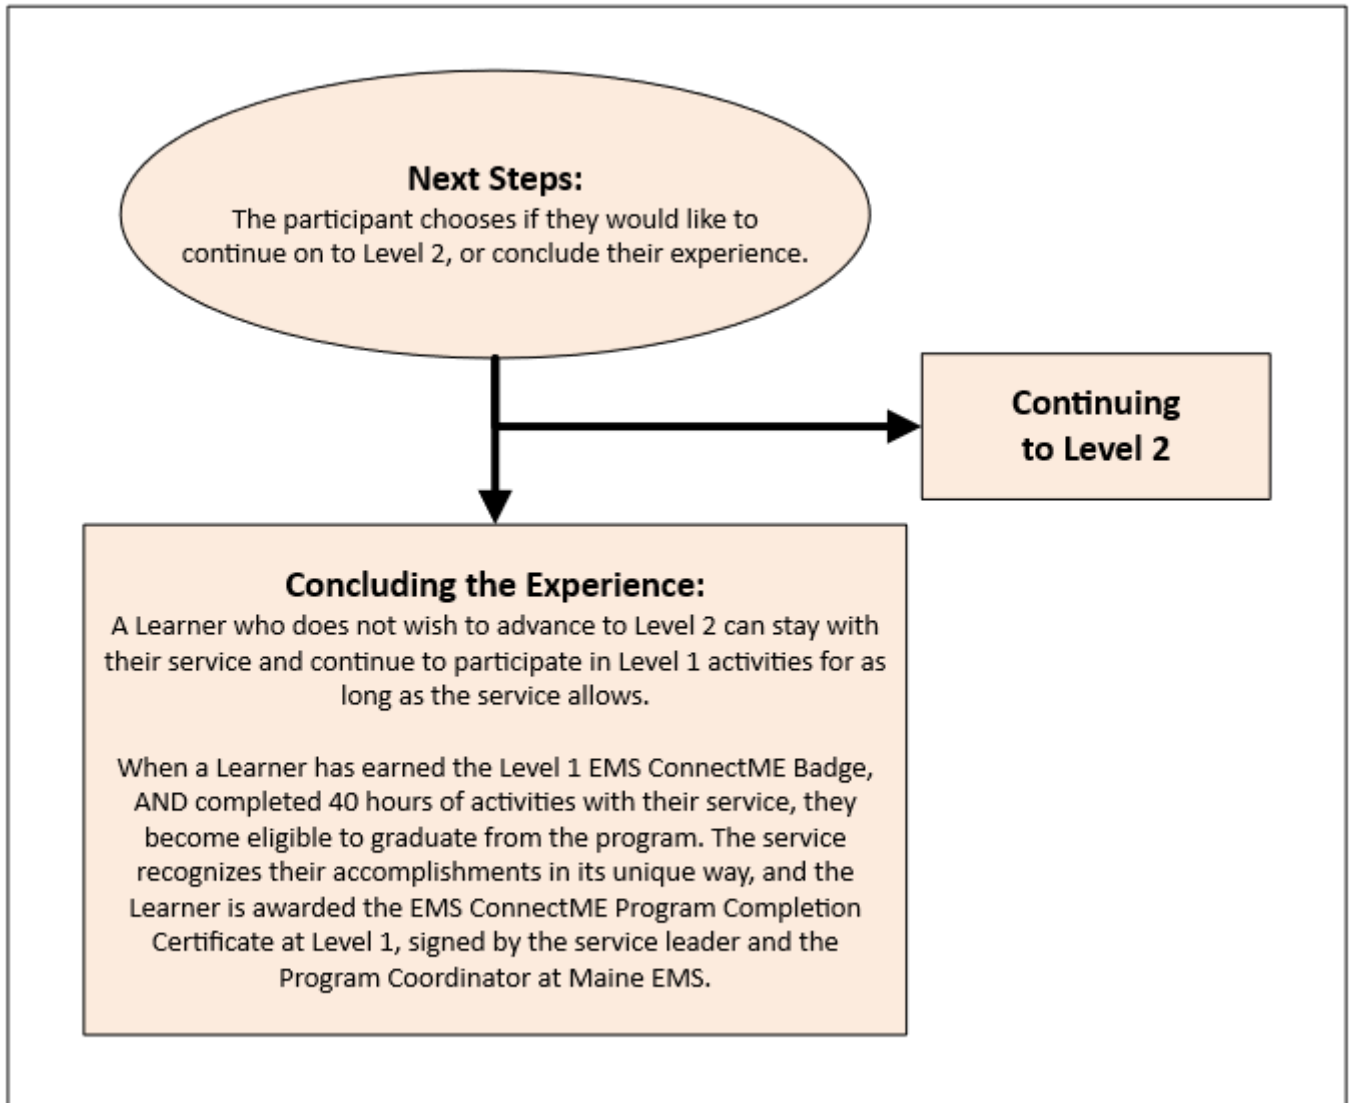 Next Steps:
The participant chooses if they would like to
continue on to Level 2, or conclude their experience.
Continuing
to Level 2
Concluding the Experience:
A Learner who does not wish to advance to Level 2 can stay with
their service and continue to participate in Level 1 activities for as
long as the service allows.
When a Learner has earned the Level 1 EMS ConnectME Badge,
AND completed 40 hours of activities with their service, they
become eligible to graduate from the program. The service
recognizes their accomplishments in its unique way, and the
Learner is awarded the EMS ConnectME Program Completion
Certificate at Level 1, signed by the service leader and the
Program Coordinator at Maine EMS.